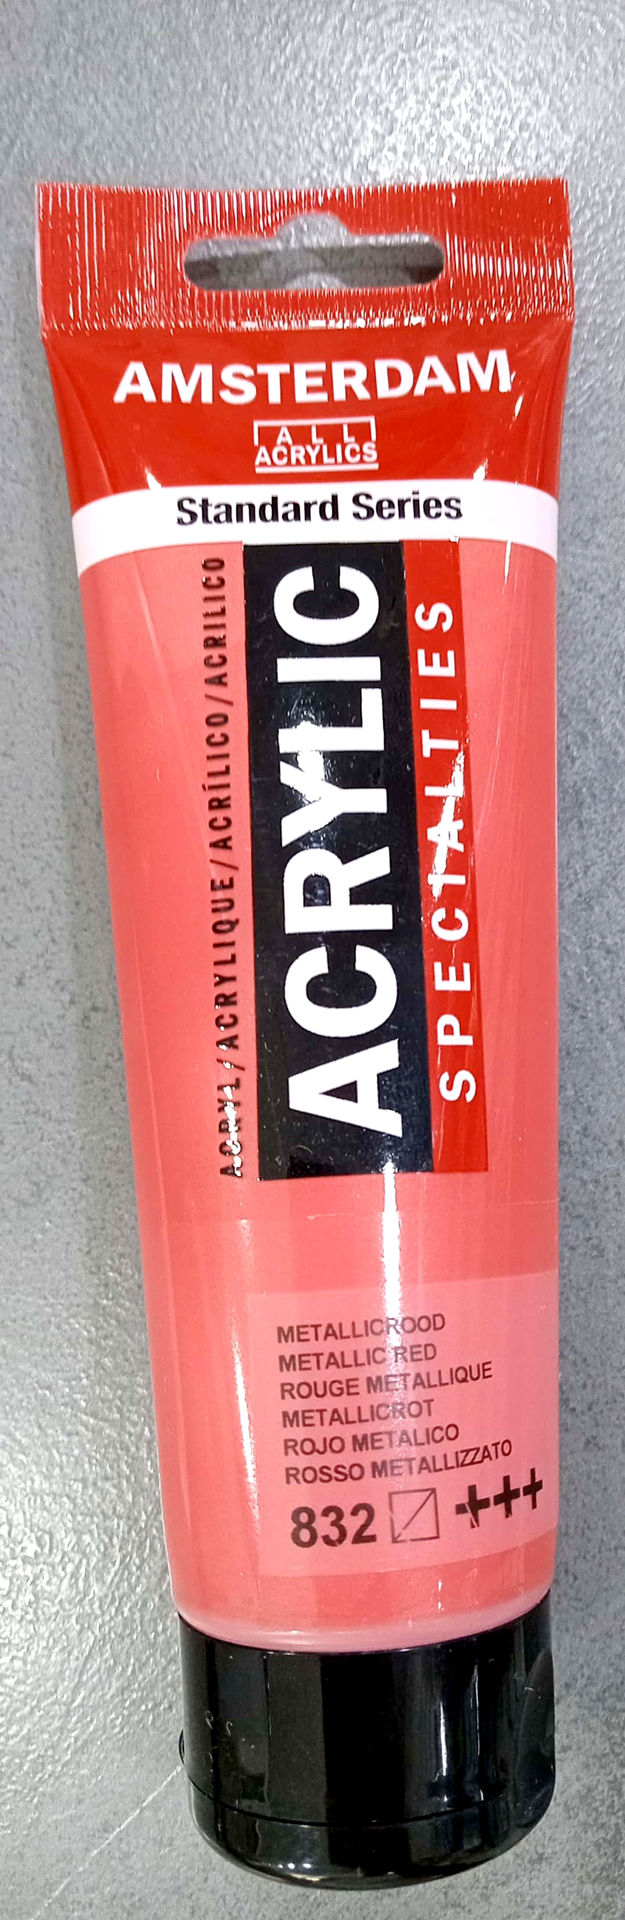 AMSTERDAM
ALL
ACRYLICS
Standard Series
ACRYL/ACRYLIQUE/ACRÍLICO/ACRILICO
ACRYLIC
SPECIALTIES
METALLICROOD
METALLIC RED
ROUGE METALLIQUE
METALLICROT
ROJO METALICO
ROSSO METALLIZZATO
832 +++